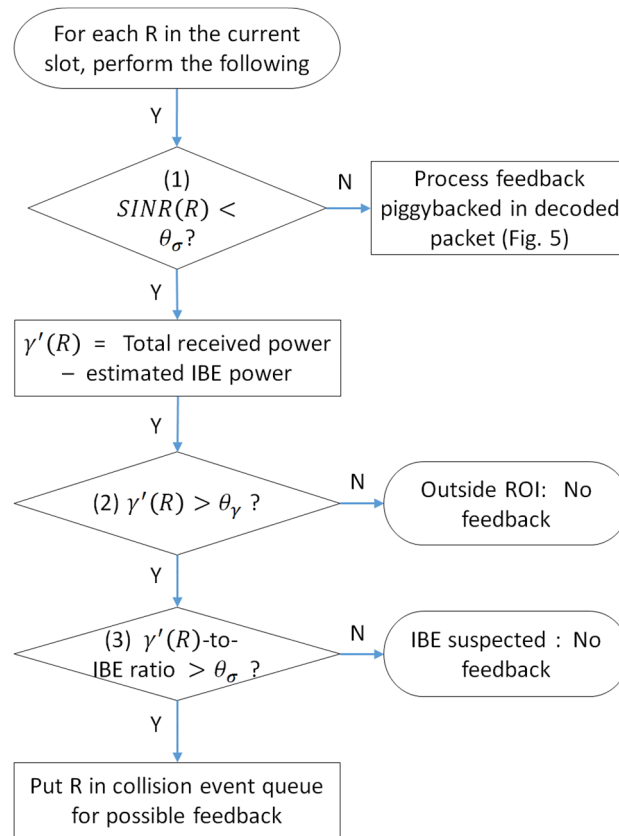 For each R in the current
slot, perform the following
Y
(1)
SINR(R) <
θσ?
N
Process feedback
piggybacked in decoded
packet (Fig. 5)
Y
γ′(R) = Total received power
– estimated IBE power
Y
(2) γ′(R) > θγ ?
N
Outside ROI: No
feedback
Y
(3) γ′(R)-to-
IBE ratio > θσ ?
N
IBE suspected : No
feedback
Y
Put R in collision event queue
for possible feedback